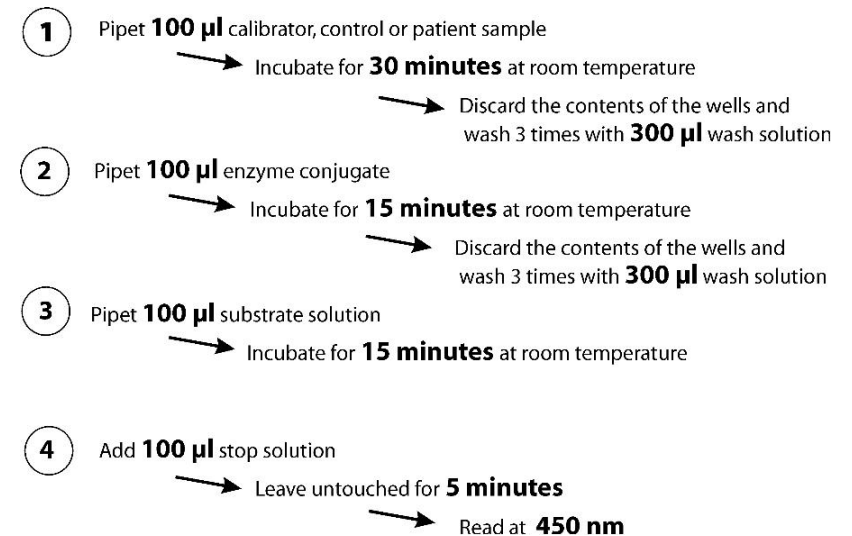 1 Pipet 100 µl calibrator, control or patient sample
Incubate for 30 minutes at room temperature
Discard the contents of the wells and
wash 3 times with 300 µl wash solution
2 Pipet 100 µl enzyme conjugate
Incubate for 15 minutes at room temperature
Discard the contents of the wells and
wash 3 times with 300 µl wash solution
3 Pipet 100 µl substrate solution
Incubate for 15 minutes at room temperature
4 Add 100 µl stop solution
Leave untouched for 5 minutes
Read at 450 nm